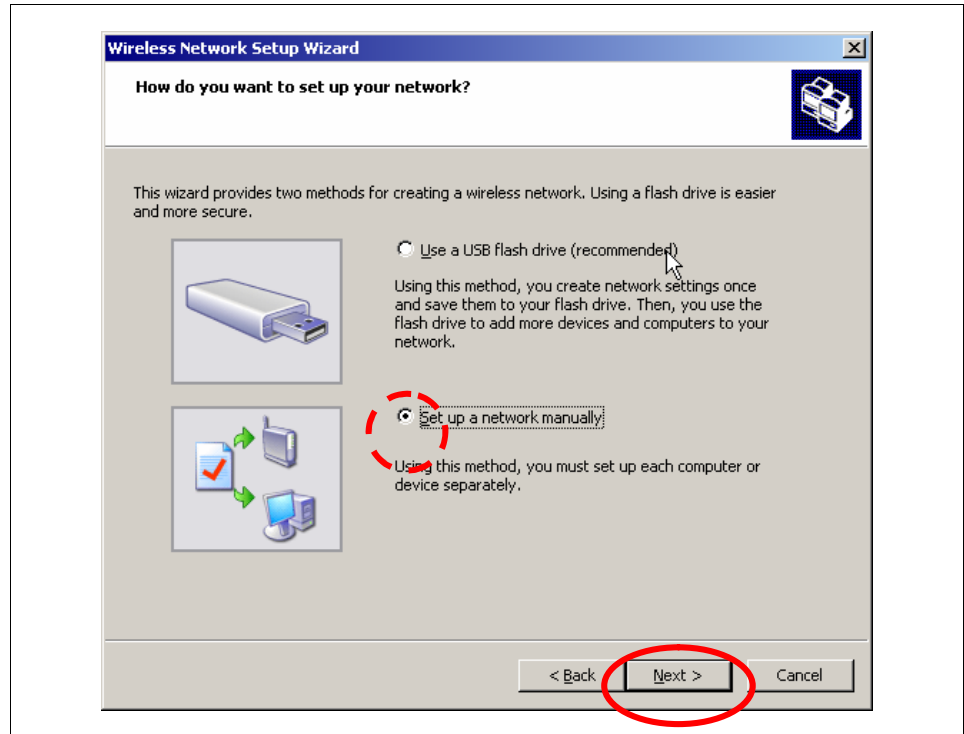 Wireless Network Setup Wizard
How do you want to set up your network?
This wizard provides two methods for creating a wireless network. Using a flash drive is easier
and more secure.
Use a USB flash drive (recommended)
Using this method, you create network settings once
and save them to your flash drive. Then, you use the
flash drive to add more devices and computers to your
network.
Set up a network manually
Using this method, you must set up each computer or
device separately.
< Back
Next >
Cancel